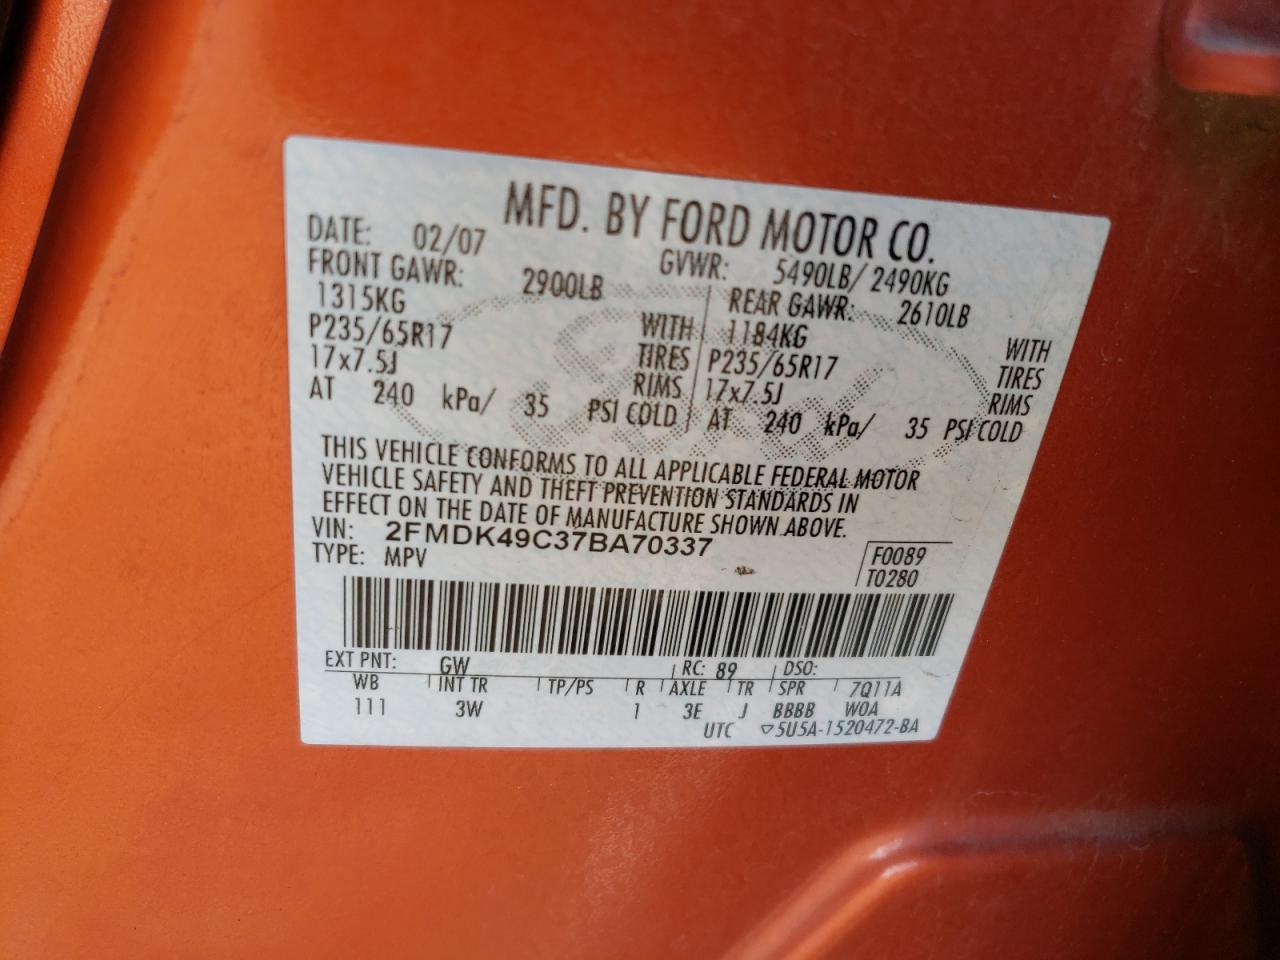 MFD. BY FORD MOTOR CO.
DATE: 02/07 GVWR: 5490LB/ 2490KG
FRONT GAWR: 2900LB REAR GAWR: 2610LB
1315KG WITH 1184KG WITH
P235/65R17 TIRES P235/65R17 TIRES
17x7.5J RIMS 17x7.5J RIMS
AT 240 kPa/ 35 PSI COLD AT 240 kPa/ 35 PSI COLD
THIS VEHICLE CONFORMS TO ALL APPLICABLE FEDERAL MOTOR
VEHICLE SAFETY AND THEFT PREVENTION STANDARDS IN
EFFECT ON THE DATE OF MANUFACTURE SHOWN ABOVE.
VIN: 2FMDK49C37BA70337
TYPE: MPV
F0089
T0280
EXT PNT: GW RC: 89 DSO:
WB INT TR TP/PS R AXLE TR SPR 7Q11A
111 3W 1 3E J BBBB WOA
UTC ▽5U5A-1520472-BA
Ford